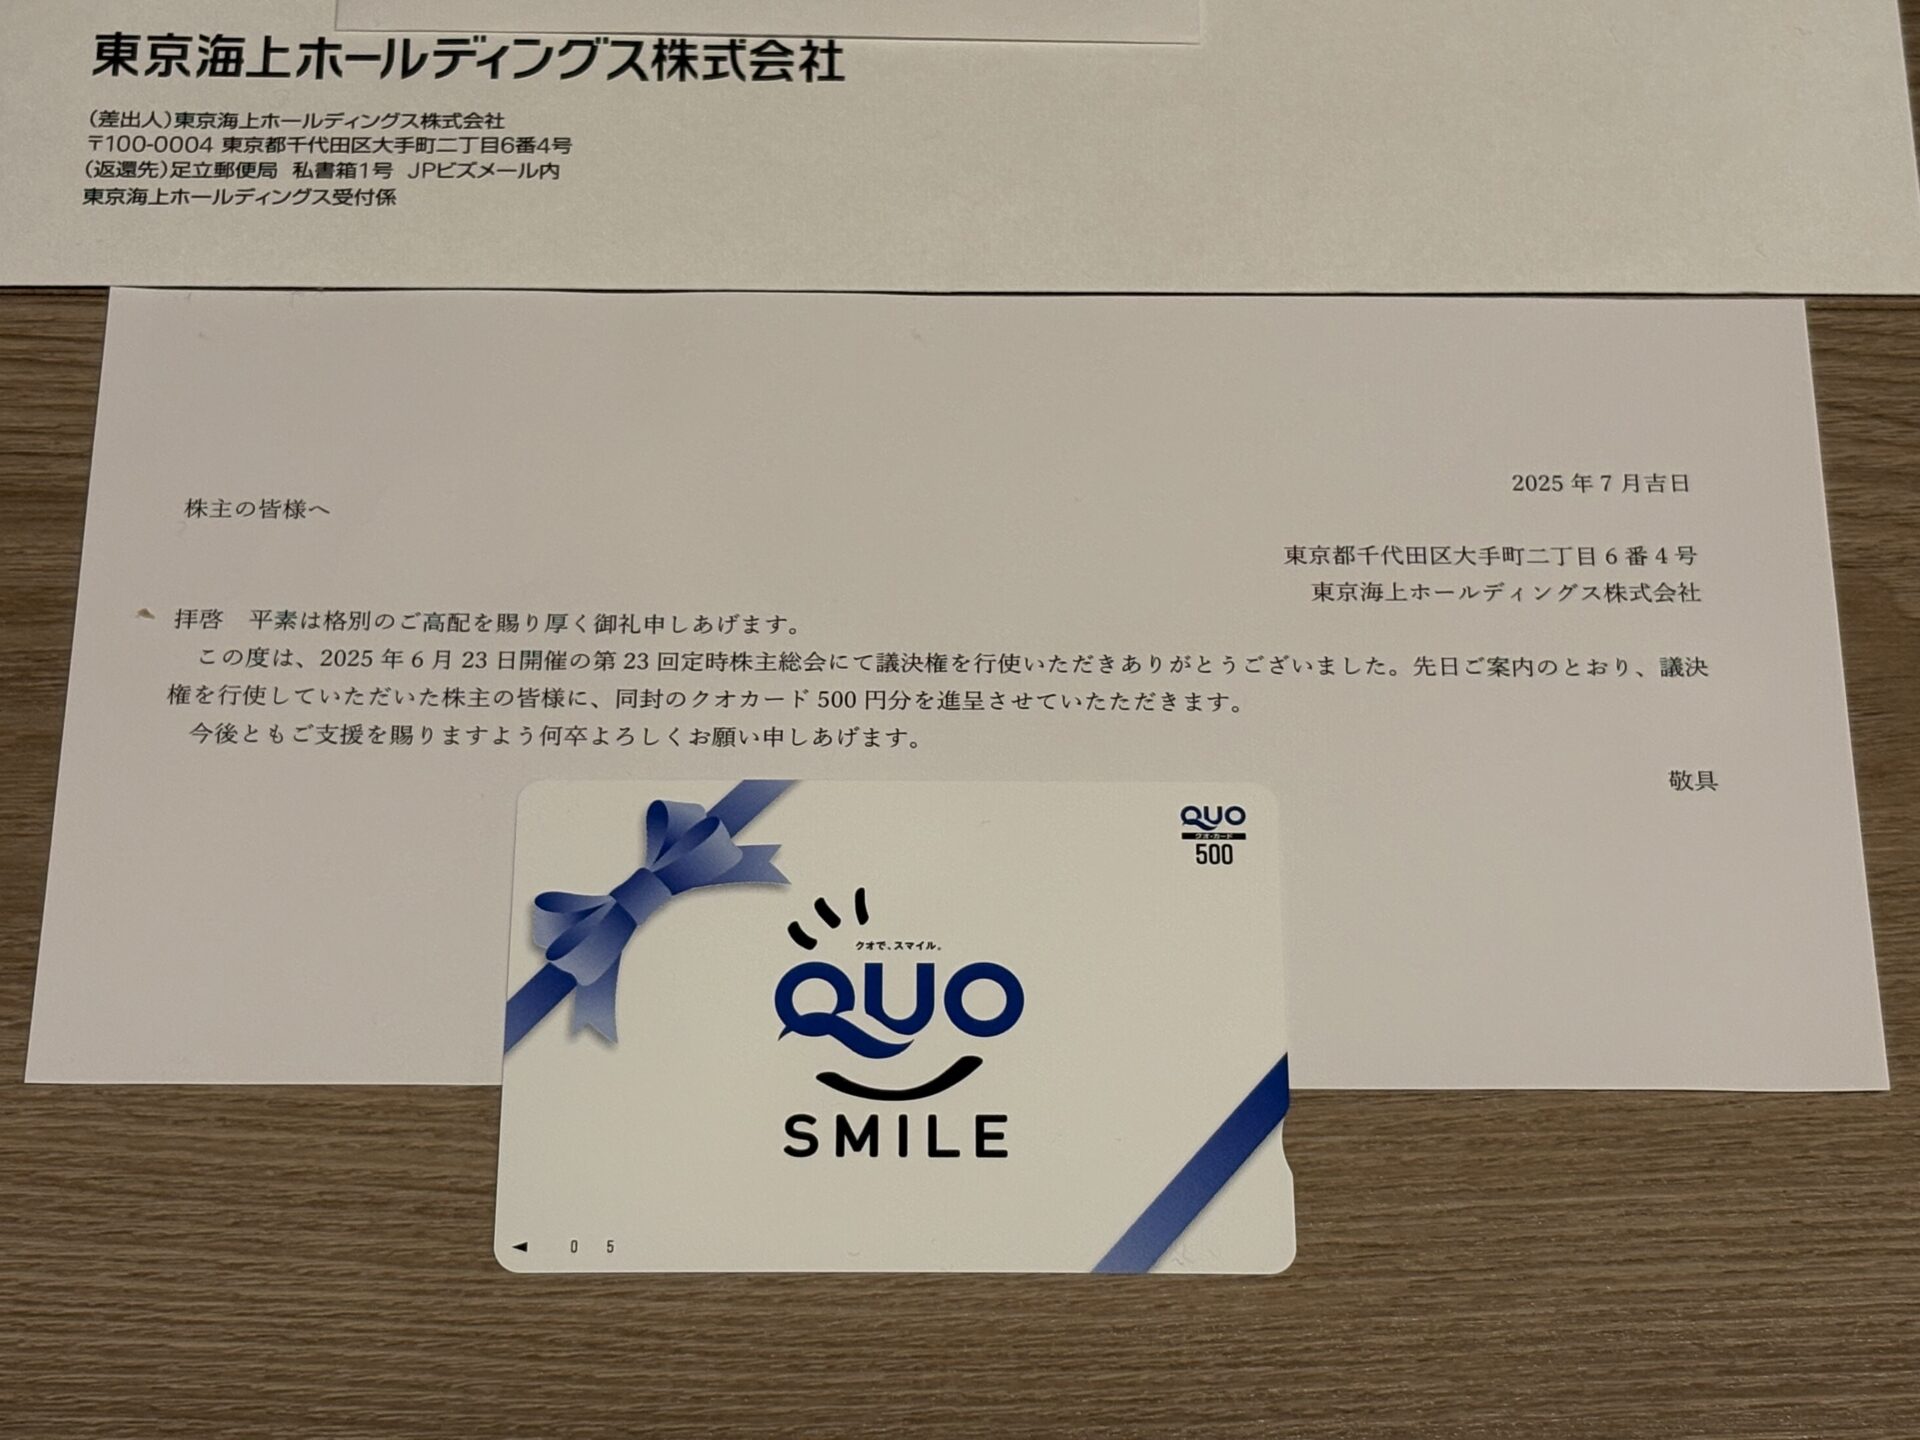 東京海上ホールディングス株式会社
(差出人)東京海上ホールディングス株式会社
〒100-0004 東京都千代田区大手町二丁目6番4号
(返還先)足立郵便局 私書箱1号 JPビズメール内
東京海上ホールディングス受付係
2025年7月吉日
株主の皆様へ
東京都千代田区大手町二丁目6番4号
東京海上ホールディングス株式会社
拝啓 平素は格別のご高配を賜り厚く御礼申しあげます。
この度は、2025年6月23日開催の第23回定時株主総会にて議決権を行使いただきありがとうございました。先日ご案内のとおり、議決
権を行使していただいた株主の皆様に、同封のクオカード500円分を進呈させていたただきます。
今後ともご支援を賜りますよう何卒よろしくお願い申しあげます。
敬具
QUO
クオ・カード
500
クオで、スマイル。
QUO
SMILE
◀ 0 5